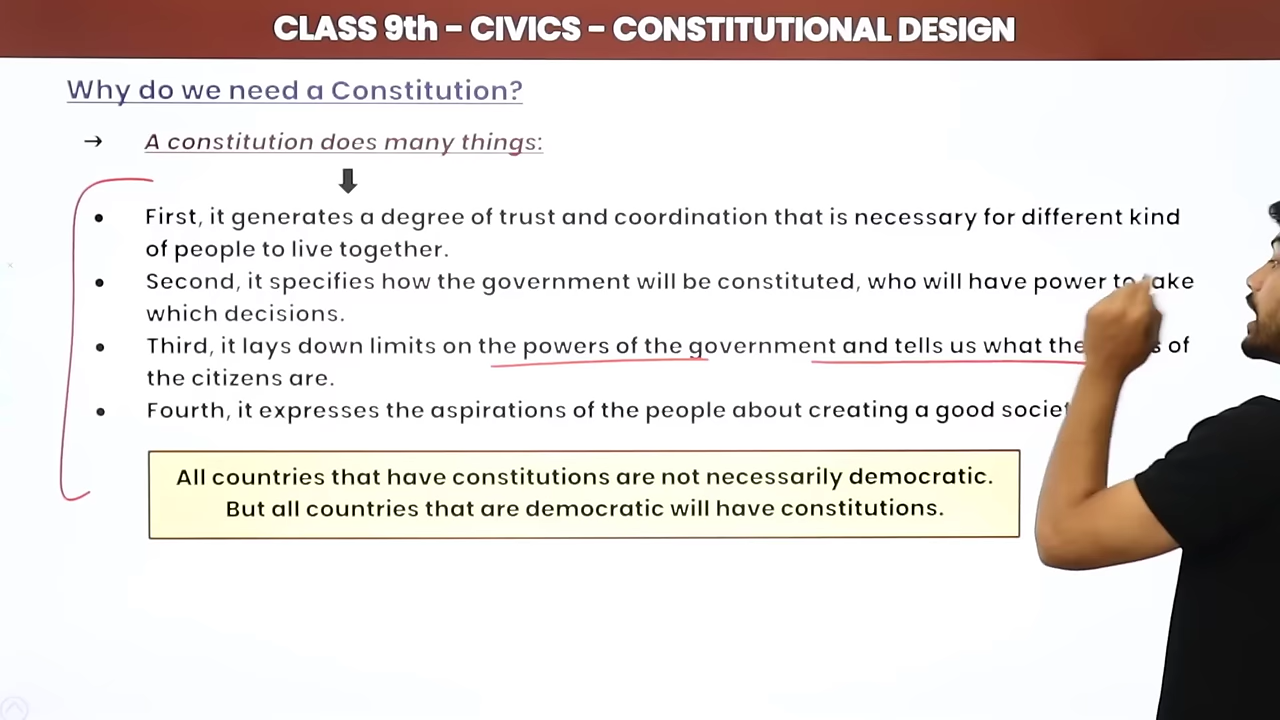 CLASS 9th - CIVICS - CONSTITUTIONAL DESIGN
Why do we need a Constitution?
→ A constitution does many things:
• First, it generates a degree of trust and coordination that is necessary for different kind
of people to live together.
• Second, it specifies how the government will be constituted, who will have power to take
which decisions.
• Third, it lays down limits on the powers of the government and tells us what the of
the citizens are.
• Fourth, it expresses the aspirations of the people about creating a good
All countries that have constitutions are not necessarily democratic.
But all countries that are democratic will have constitutions.